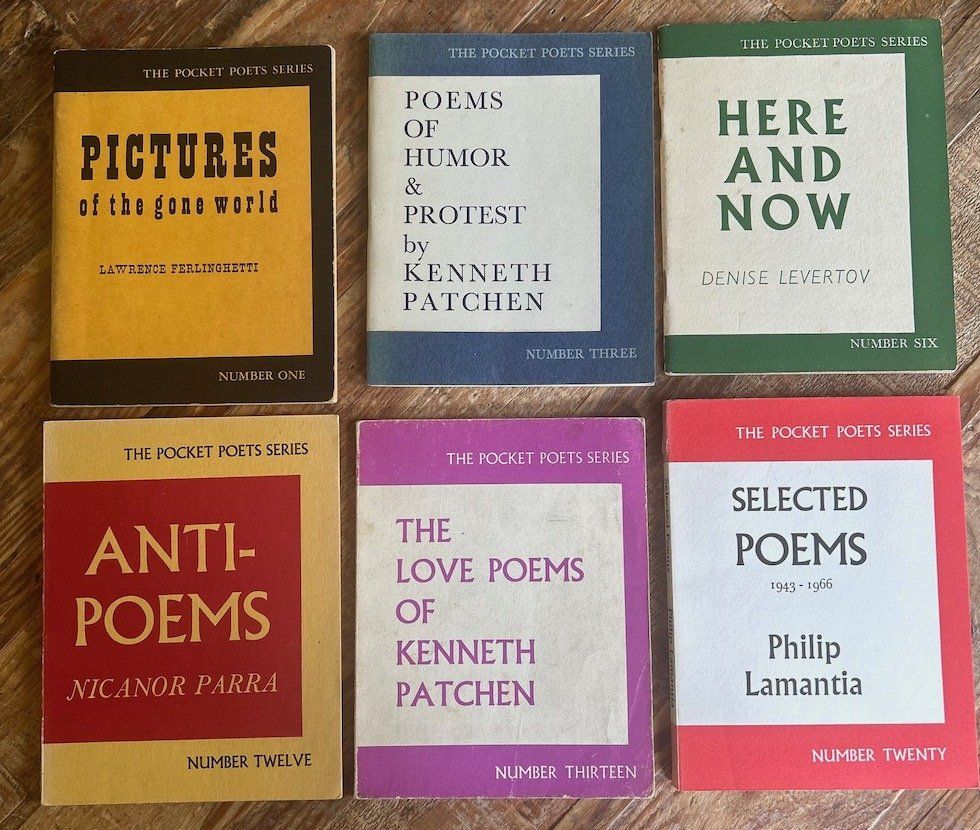 THE POCKET POETS SERIES
PICTURES
of the gone world
LAWRENCE FERLINGHETTI
NUMBER ONE
THE POCKET POETS SERIES
POEMS
OF
HUMOR
&
PROTEST
by
KENNETH
PATCHEN
NUMBER THREE
THE POCKET POETS SERIES
HERE
AND
NOW
DENISE LEVERTOV
NUMBER SIX
THE POCKET POETS SERIES
ANTI-
POEMS
NICANOR PARRA
NUMBER TWELVE
THE POCKET POETS SERIES
THE
LOVE POEMS
OF
KENNETH
PATCHEN
NUMBER THIRTEEN
THE POCKET POETS SERIES
SELECTED
POEMS
1943 - 1966
Philip
Lamantia
NUMBER TWENTY